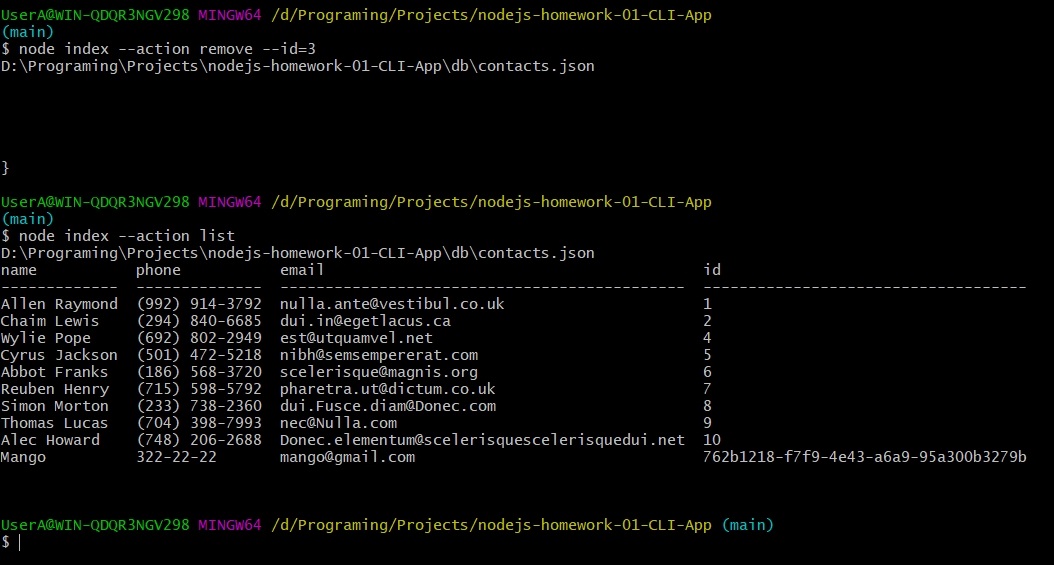 UserA@WIN-QDQR3NGV298 MINGW64 /d/Programing/Projects/nodejs-homework-01-CLI-App
(main)
$ node index --action remove --id=3
D:\Programing\Projects\nodejs-homework-01-CLI-App\db\contacts.json
}
UserA@WIN-QDQR3NGV298 MINGW64 /d/Programing/Projects/nodejs-homework-01-CLI-App
(main)
$ node index --action list
D:\Programing\Projects\nodejs-homework-01-CLI-App\db\contacts.json
name           phone           email                                          id
-------------  --------------  ---------------------------------------------  ------------------------------------
Allen Raymond  (992) 914-3792  nulla.ante@vestibul.co.uk                      1
Chaim Lewis    (294) 840-6685  dui.in@egetlacus.ca                            2
Wylie Pope     (692) 802-2949  est@utquamvel.net                              4
Cyrus Jackson  (501) 472-5218  nibh@semsempererat.com                         5
Abbot Franks   (186) 568-3720  scelerisque@magnis.org                         6
Reuben Henry   (715) 598-5792  pharetra.ut@dictum.co.uk                       7
Simon Morton   (233) 738-2360  dui.Fusce.diam@Donec.com                       8
Thomas Lucas   (704) 398-7993  nec@Nulla.com                                  9
Alec Howard    (748) 206-2688  Donec.elementum@scelerisquescelerisquedui.net  10
Mango          322-22-22       mango@gmail.com                                762b1218-f7f9-4e43-a6a9-95a300b3279b
UserA@WIN-QDQR3NGV298 MINGW64 /d/Programing/Projects/nodejs-homework-01-CLI-App (main)
$